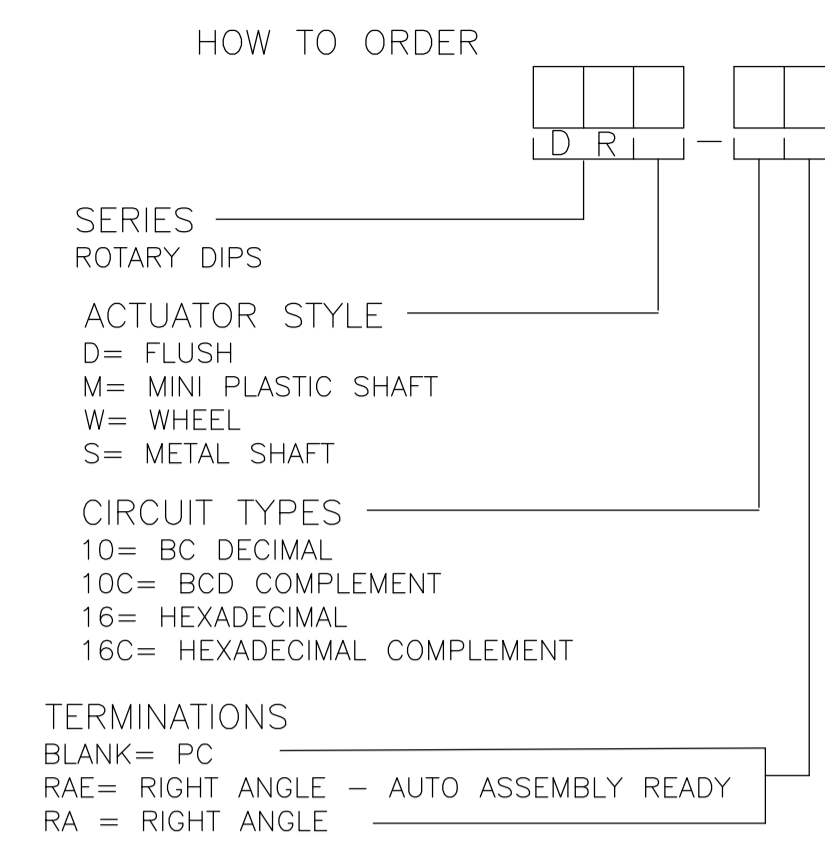 HOW TO ORDER
D R -
SERIES
ROTARY DIPS
ACTUATOR STYLE
D= FLUSH
M= MINI PLASTIC SHAFT
W= WHEEL
S= METAL SHAFT
CIRCUIT TYPES
10= BC DECIMAL
10C= BCD COMPLEMENT
16= HEXADECIMAL
16C= HEXADECIMAL COMPLEMENT
TERMINATIONS
BLANK= PC
RAE= RIGHT ANGLE - AUTO ASSEMBLY READY
RA = RIGHT ANGLE